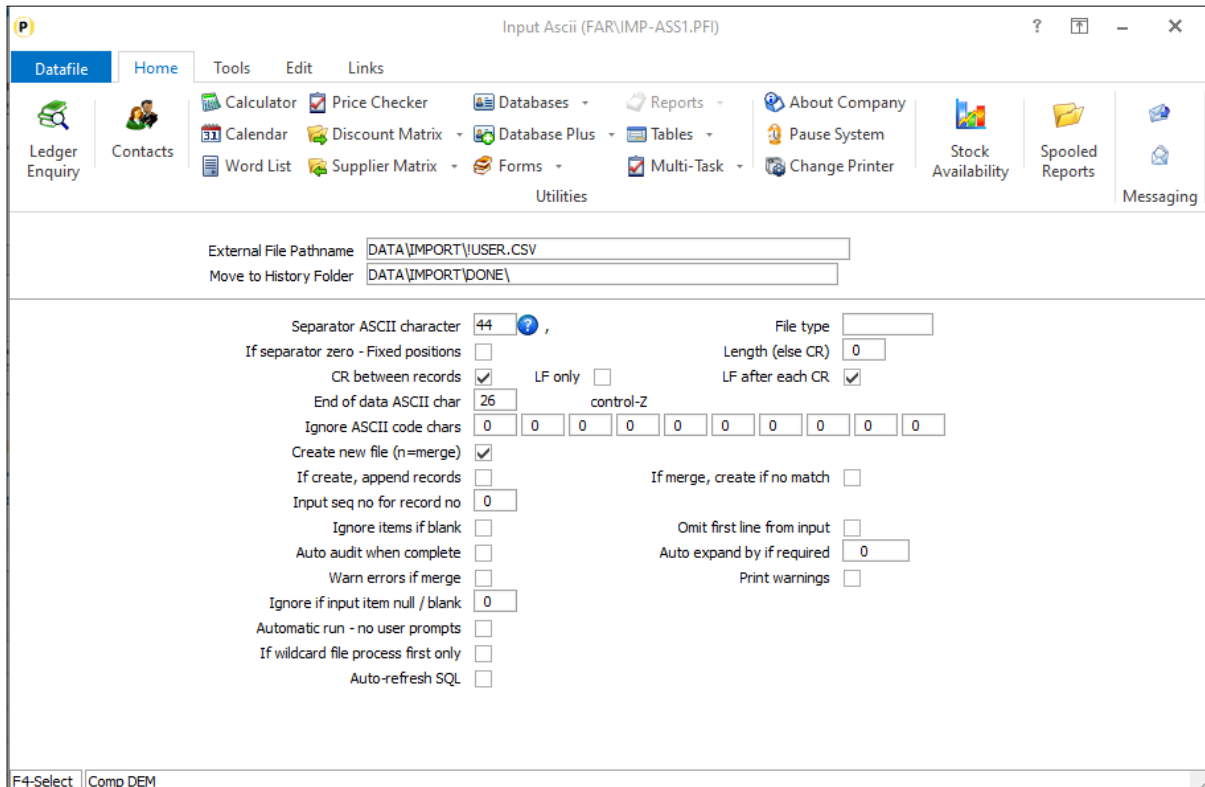 P Input Ascii (FAR\IMP-ASS1.PFI) ?
Datafile Home Tools Edit Links
Calculator Price Checker Databases Reports About Company
Calendar Discount Matrix Database Plus Tables Pause System
Word List Supplier Matrix Forms Multi-Task Change Printer
Ledger Enquiry
Contacts
Stock Availability
Spooled Reports
Utilities
Messaging
External File Pathname DATA\IMPORT\!USER.CSV
Move to History Folder DATA\IMPORT\DONE\
Separator ASCII character 44 ? , File type
If separator zero - Fixed positions Length (else CR) 0
CR between records LF only LF after each CR
End of data ASCII char 26 control-Z
Ignore ASCII code chars 0 0 0 0 0 0 0 0 0 0
Create new file (n=merge)
If create, append records If merge, create if no match
Input seq no for record no 0
Ignore items if blank Omit first line from input
Auto audit when complete Auto expand by if required 0
Warn errors if merge Print warnings
Ignore if input item null / blank 0
Automatic run - no user prompts
If wildcard file process first only
Auto-refresh SQL
F4-Select Comp DEM